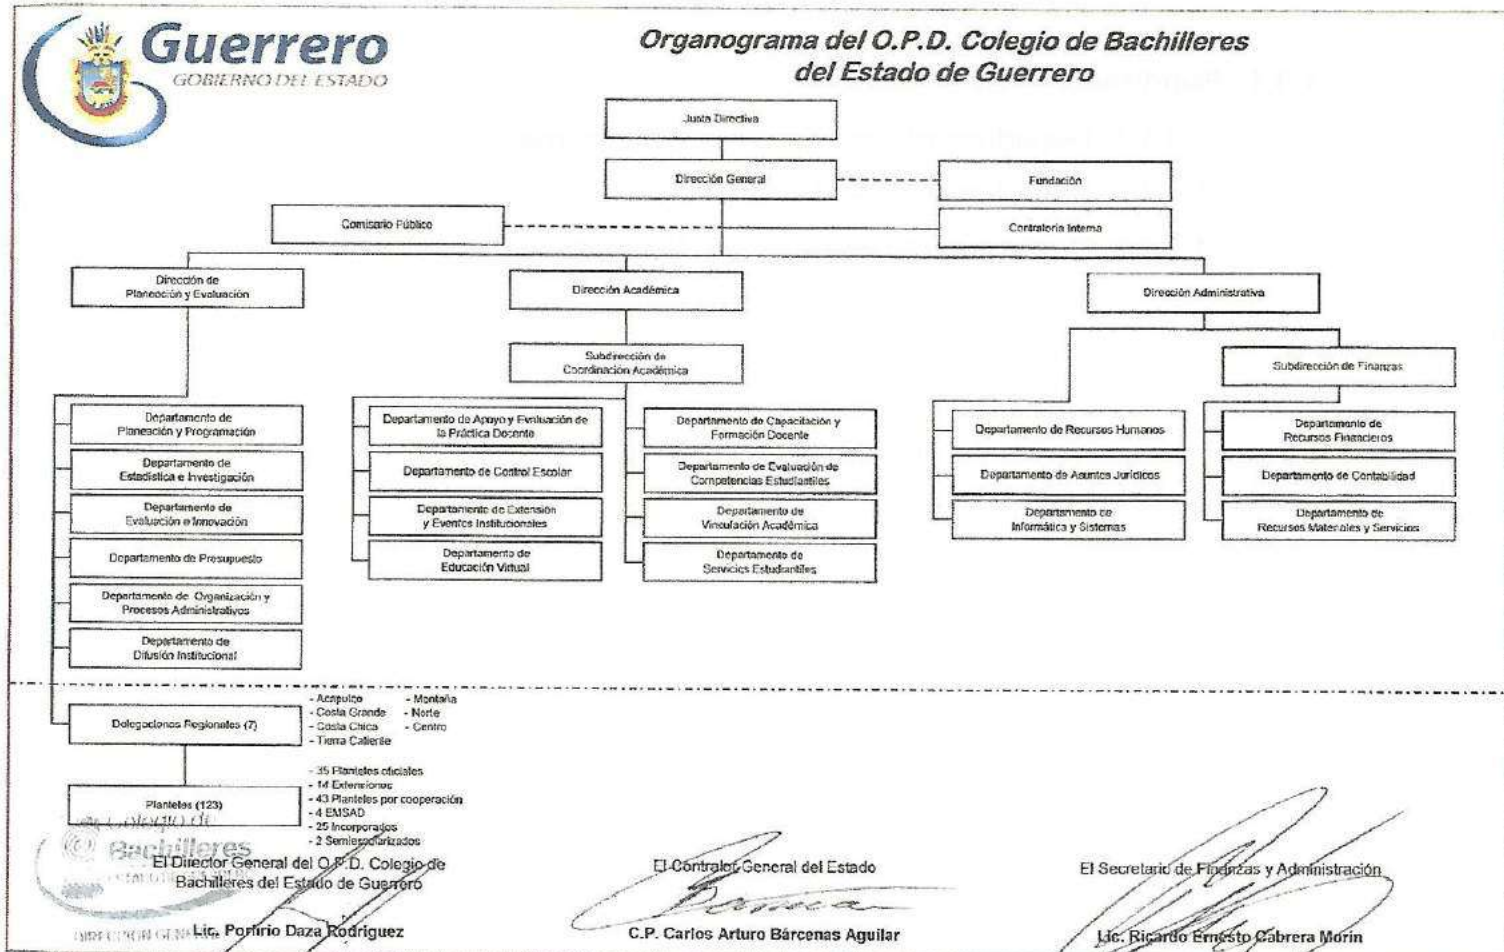 Guerrero
GOBIERNO DEL ESTADO
Organograma del O.P.D. Colegio de Bachilleres
del Estado de Guerrero
Junta Directiva
Dirección General
Fundación
Comisario Público
Contraloría Interna
Dirección de
Planeación y Evaluación
Dirección Académica
Dirección Administrativa
Subdirección de
Coordinación Académica
Subdirección de Finanzas
Departamento de
Planeación y Programación
Departamento de
Estadística e Investigación
Departamento de
Evaluación e Innovación
Departamento de Presupuesto
Departamento de Organización y
Procesos Administrativos
Departamento de
Difusión Institucional
Departamento de Apoyo y Evaluación de
la Práctica Docente
Departamento de Control Escolar
Departamento de Extensión
y Eventos Institucionales
Departamento de
Educación Virtual
Departamento de Capacitación y
Formación Docente
Departamento de Evaluación de
Competencias Estudiantiles
Departamento de
Vinculación Académica
Departamento de
Servicios Estudiantiles
Departamento de Recursos Humanos
Departamento de Asuntos Jurídicos
Departamento de
Informática y Sistemas
Departamento de
Recursos Financieros
Departamento de Contabilidad
Departamento de
Recursos Materiales y Servicios
Delegaciones Regionales (7)
- Acapulco - Montaña
- Costa Grande - Norte
- Costa Chica - Centro
- Tierra Caliente
Planteles (123)
- 35 Planteles oficiales
- 14 Extensiones
- 43 Planteles por cooperación
- 4 EMSAD
- 25 Incorporados
- 2 Semiescolarizados
Colegio de
Bachilleres
DIRECCION GENERAL
El Director General del O.P.D. Colegio de
Bachilleres del Estado de Guerrero
Lic. Porfirio Daza Rodríguez
El Contralor General del Estado
C.P. Carlos Arturo Bárcenas Aguilar
El Secretario de Finanzas y Administración
Lic. Ricardo Ernesto Cabrera Morín